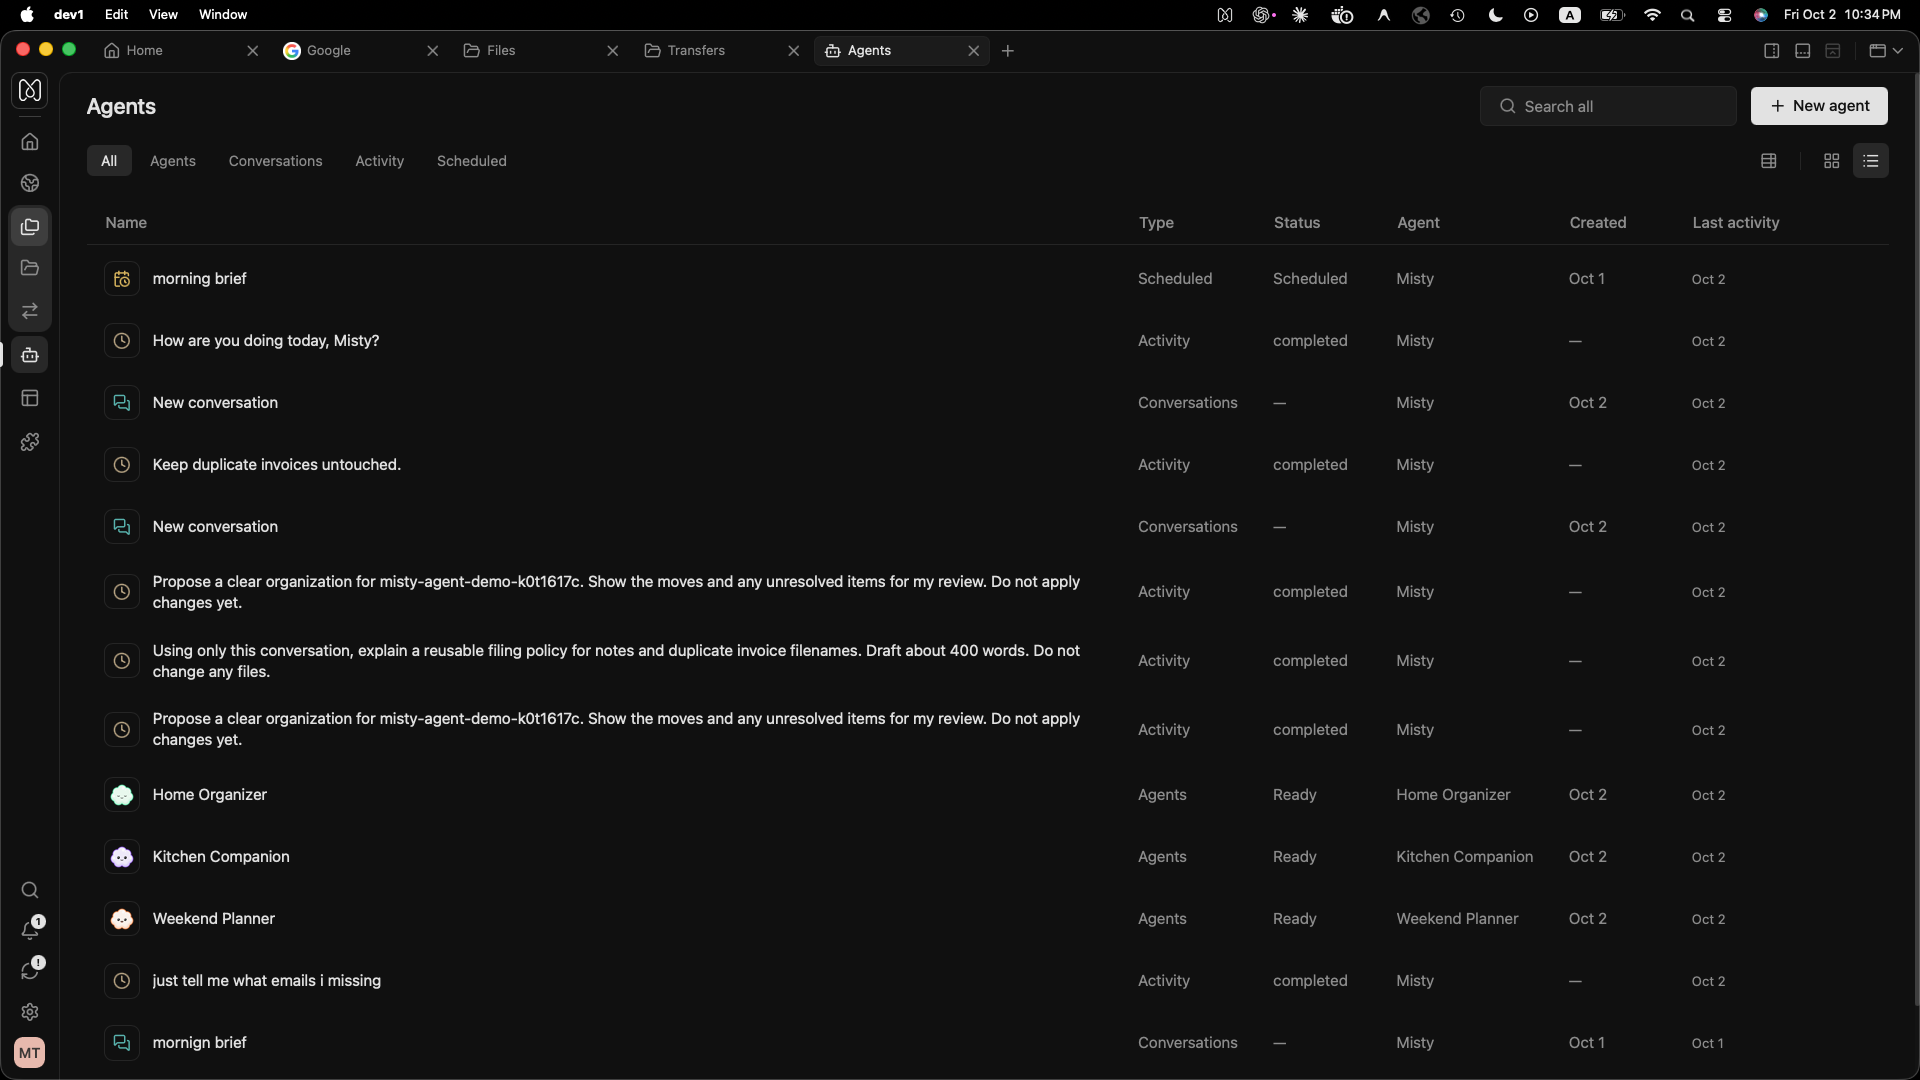 dev1 Edit View Window Fri Oct 2 10:34 PM
Home Google Files Transfers Agents
Agents
Search all
New agent
All Agents Conversations Activity Scheduled
Name Type Status Agent Created Last activity
morning brief Scheduled Scheduled Misty Oct 1 Oct 2
How are you doing today, Misty? Activity completed Misty — Oct 2
New conversation Conversations — Misty Oct 2 Oct 2
Keep duplicate invoices untouched. Activity completed Misty — Oct 2
New conversation Conversations — Misty Oct 2 Oct 2
Propose a clear organization for misty-agent-demo-k0t1617c. Show the moves and any unresolved items for my review. Do not apply
changes yet.
Activity completed Misty — Oct 2
Using only this conversation, explain a reusable filing policy for notes and duplicate invoice filenames. Draft about 400 words. Do not
change any files.
Activity completed Misty — Oct 2
Propose a clear organization for misty-agent-demo-k0t1617c. Show the moves and any unresolved items for my review. Do not apply
changes yet.
Activity completed Misty — Oct 2
Home Organizer Agents Ready Home Organizer Oct 2 Oct 2
Kitchen Companion Agents Ready Kitchen Companion Oct 2 Oct 2
Weekend Planner Agents Ready Weekend Planner Oct 2 Oct 2
just tell me what emails i missing Activity completed Misty — Oct 2
mornign brief Conversations — Misty Oct 1 Oct 1
1
!
MT
A